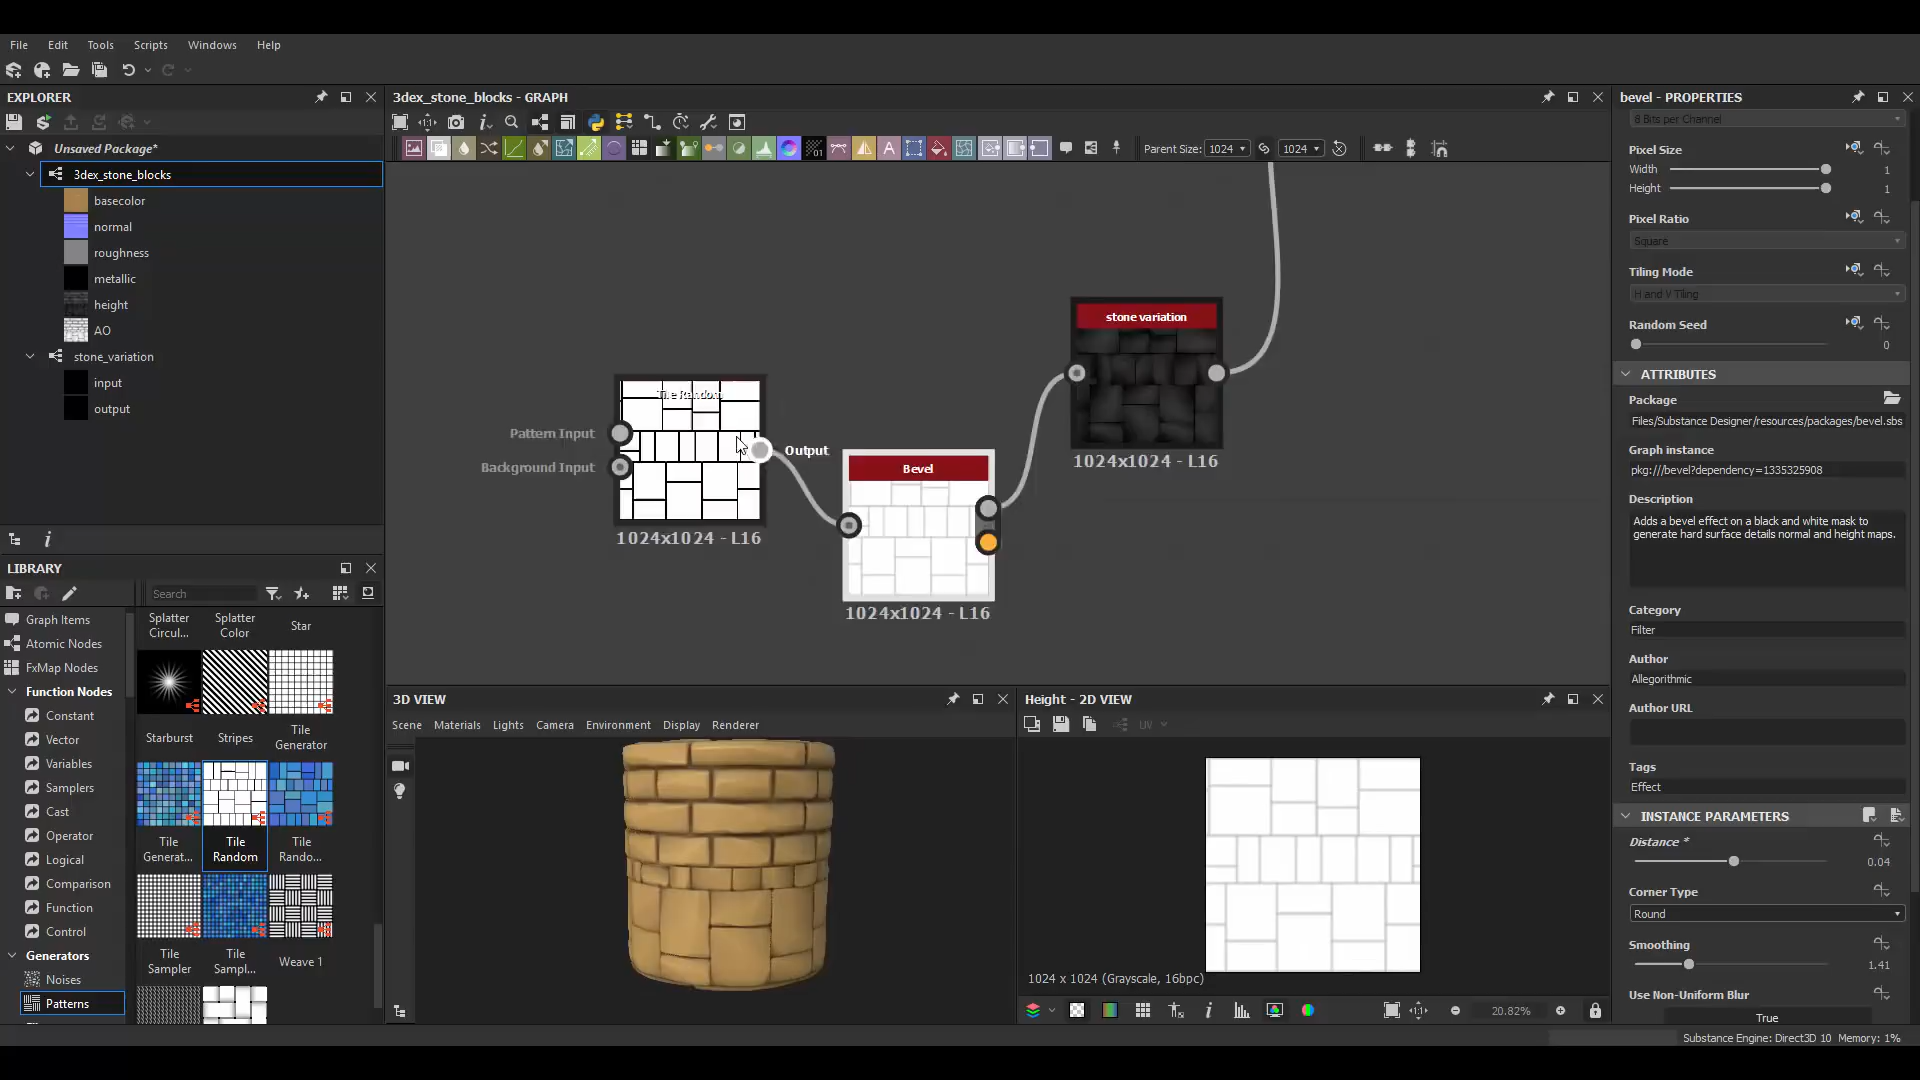 File Edit Tools Scripts Windows Help
EXPLORER
Unsaved Package*
3dex_stone_blocks
basecolor
normal
roughness
metallic
height
AO
stone_variation
input
output
LIBRARY
Search
Graph Items
Atomic Nodes
FxMap Nodes
Function Nodes
Constant
Vector
Variables
Samplers
Cast
Operator
Logical
Comparison
Function
Control
Generators
Noises
Patterns
Splatter Circul...
Splatter Color
Star
Starburst
Stripes
Tile Generator
Tile Generat...
Tile Random
Tile Rando...
Tile Sampler
Tile Sampl...
Weave 1
3dex_stone_blocks - GRAPH
Parent Size: 1024 1024
Tile Random
Pattern Input
Background Input
Output
1024x1024 - L16
Bevel
1024x1024 - L16
stone variation
1024x1024 - L16
3D VIEW
Scene Materials Lights Camera Environment Display Renderer
Height - 2D VIEW
UV
1024 x 1024 (Grayscale, 16bpc)
20.82%
bevel - PROPERTIES
8 Bits per Channel
Pixel Size
Width 1
Height 1
Pixel Ratio
Square
Tiling Mode
H and V Tiling
Random Seed
0
ATTRIBUTES
Package
Files/Substance Designer/resources/packages/bevel.sbs
Graph instance
pkg:///bevel?dependency=1335325908
Description
Adds a bevel effect on a black and white mask to
generate hard surface details normal and height maps.
Category
Filter
Author
Allegorithmic
Author URL
Tags
Effect
INSTANCE PARAMETERS
Distance *
0.04
Corner Type
Round
Smoothing
1.41
Use Non-Uniform Blur
True
Substance Engine: Direct3D 10 Memory: 1%